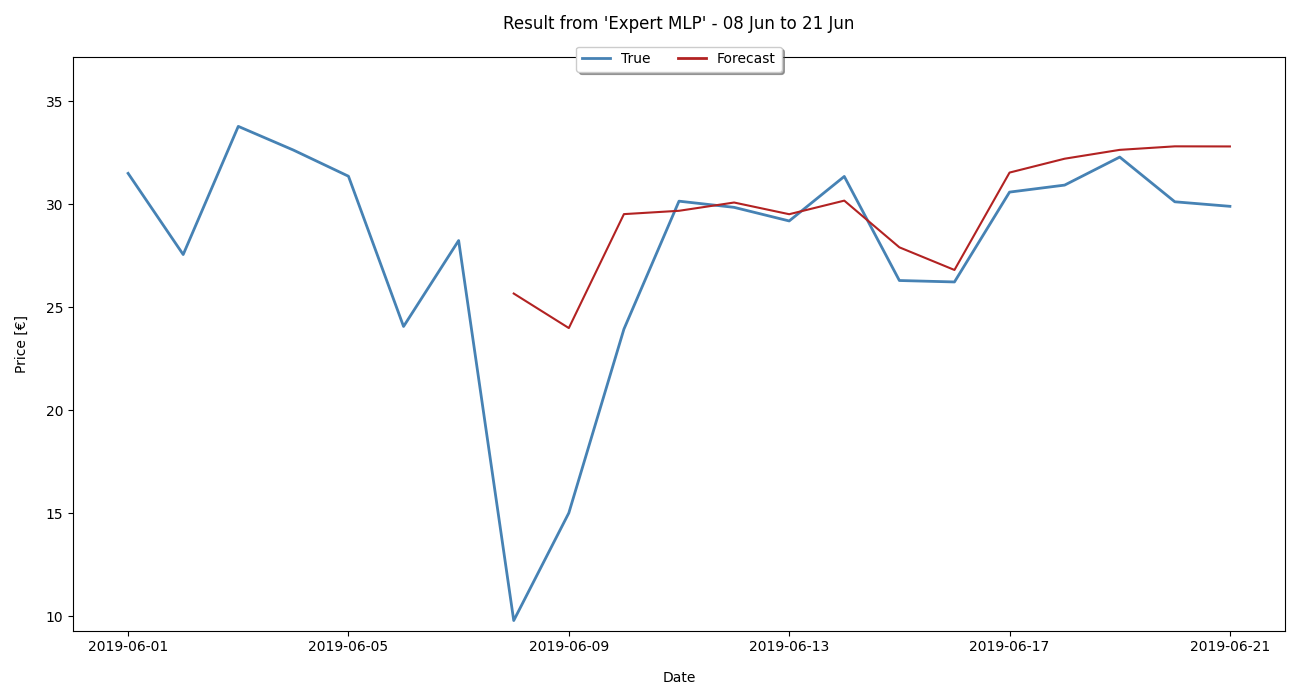 Result from 'Expert MLP' - 08 Jun to 21 Jun
True Forecast
35
30
25
20
15
10
Price [€]
2019-06-01 2019-06-05 2019-06-09 2019-06-13 2019-06-17 2019-06-21
Date